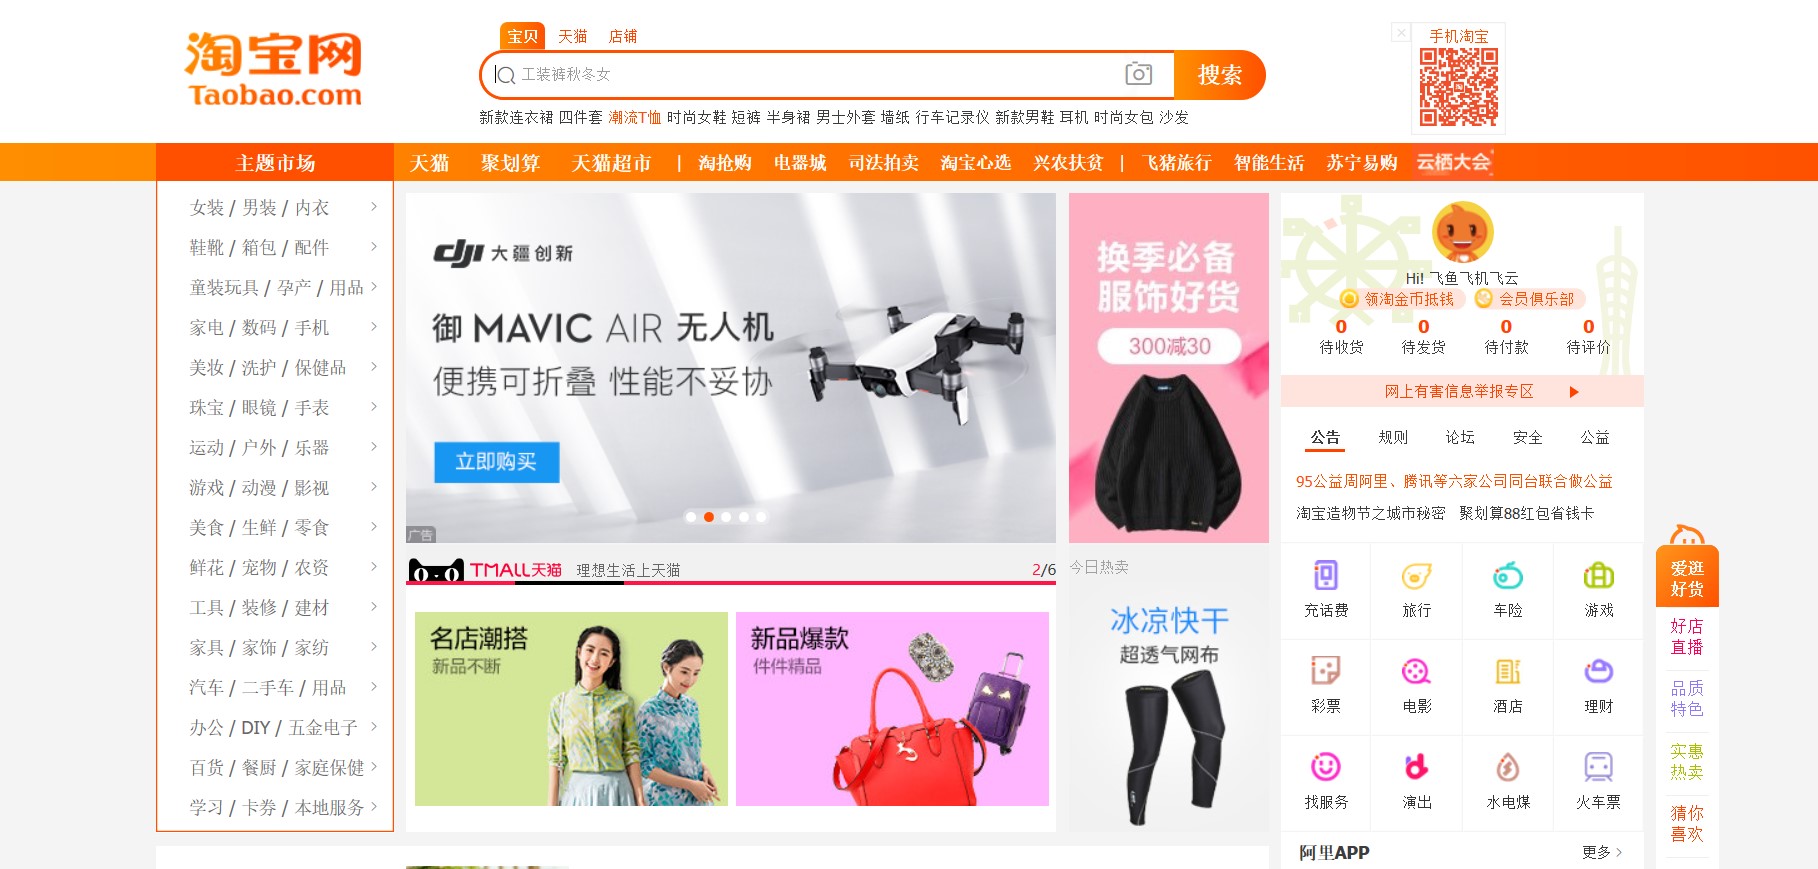 淘宝网
Taobao.com
宝贝 天猫 店铺
工装裤秋冬女
搜索
新款连衣裙 四件套 潮流T恤 时尚女鞋 短裤 半身裙 男士外套 墙纸 行车记录仪 新款男鞋 耳机 时尚女包 沙发
手机淘宝
主题市场 天猫 聚划算 天猫超市 | 淘抢购 电器城 司法拍卖 淘宝心选 兴农扶贫 | 飞猪旅行 智能生活 苏宁易购 云栖大会
女装 / 男装 / 内衣
鞋靴 / 箱包 / 配件
童装玩具 / 孕产 / 用品
家电 / 数码 / 手机
美妆 / 洗护 / 保健品
珠宝 / 眼镜 / 手表
运动 / 户外 / 乐器
游戏 / 动漫 / 影视
美食 / 生鲜 / 零食
鲜花 / 宠物 / 农资
工具 / 装修 / 建材
家具 / 家饰 / 家纺
汽车 / 二手车 / 用品
办公 / DIY / 五金电子
百货 / 餐厨 / 家庭保健
学习 / 卡券 / 本地服务
dji 大疆创新
御 MAVIC AIR 无人机
便携可折叠 性能不妥协
立即购买
广告
TMALL天猫 理想生活上天猫 2/6
名店潮搭
新品不断
新品爆款
件件精品
换季必备
服饰好货
300减30
今日热卖
冰凉快干
超透气网布
Hi! 飞鱼飞机飞云
领淘金币抵钱 会员俱乐部
0 0 0 0
待收货 待发货 待付款 待评价
网上有害信息举报专区
公告 规则 论坛 安全 公益
95公益周阿里、腾讯等六家公司同台联合做公益
淘宝造物节之城市秘密 聚划算88红包省钱卡
充话费 旅行 车险 游戏
彩票 电影 酒店 理财
找服务 演出 水电煤 火车票
阿里APP 更多
爱逛
好货
好店
直播
品质
特色
实惠
热卖
猜你
喜欢